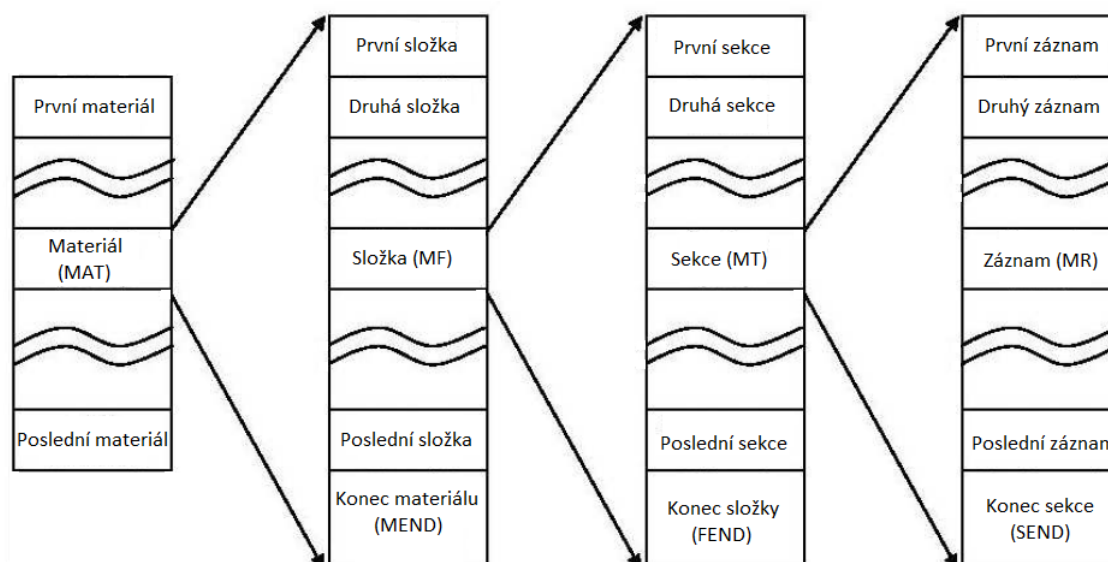 První materiál
Materiál
(MAT)
Poslední materiál
První složka
Druhá složka
Složka (MF)
Poslední složka
Konec materiálu
(MEND)
První sekce
Druhá sekce
Sekce (MT)
Poslední sekce
Konec složky
(FEND)
První záznam
Druhý záznam
Záznam (MR)
Poslední záznam
Konec sekce
(SEND)